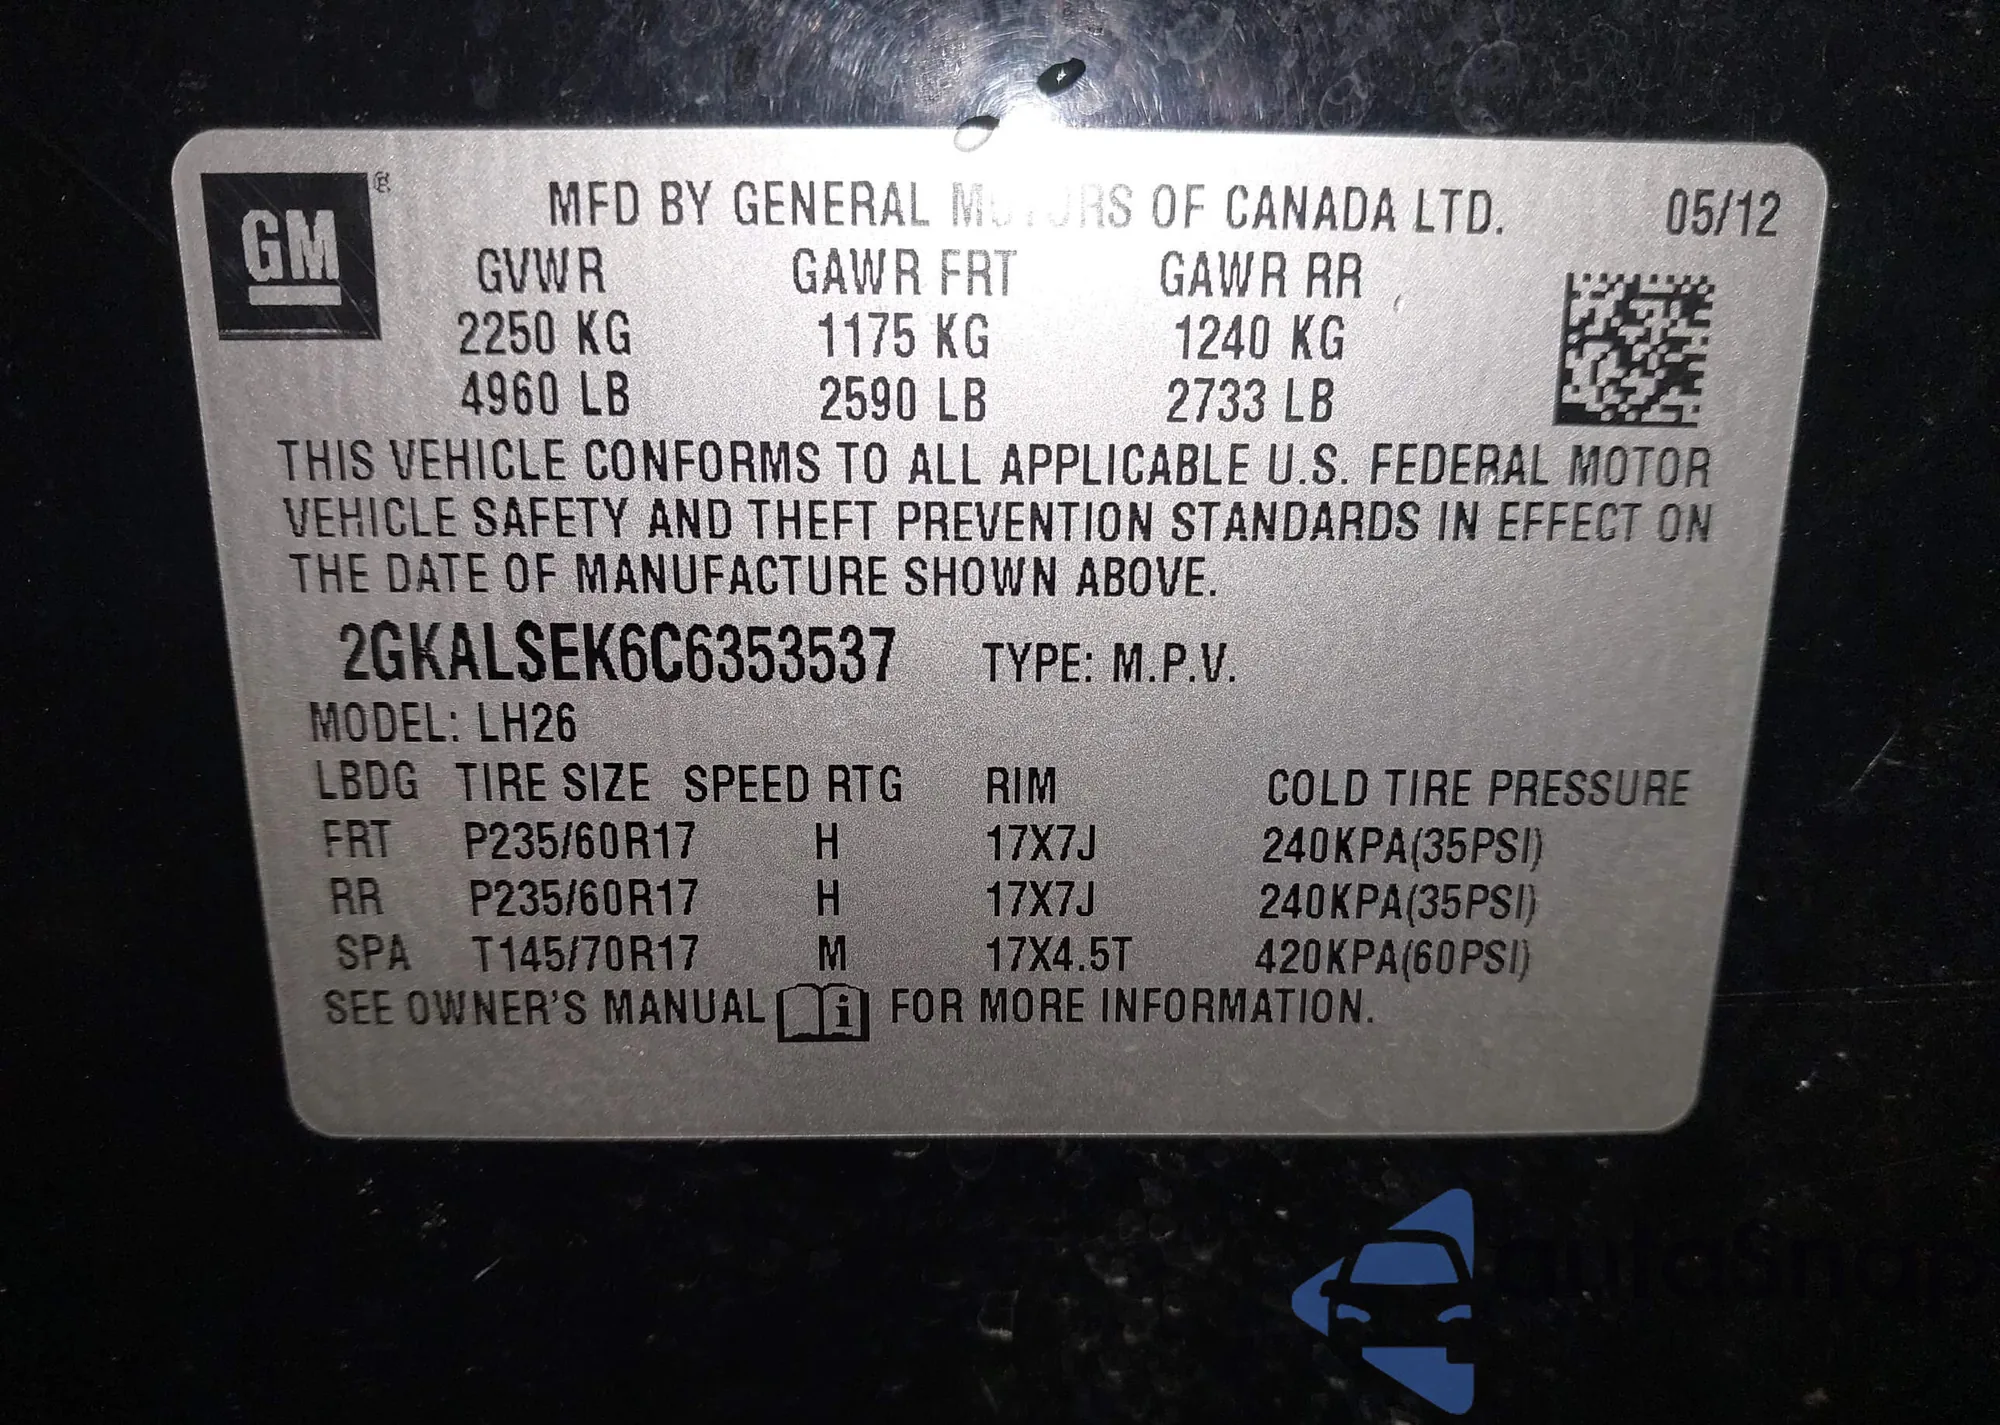 GM
MFD BY GENERAL MOTORS OF CANADA LTD. 05/12
GVWR GAWR FRT GAWR RR
2250 KG 1175 KG 1240 KG
4960 LB 2590 LB 2733 LB
THIS VEHICLE CONFORMS TO ALL APPLICABLE U.S. FEDERAL MOTOR
VEHICLE SAFETY AND THEFT PREVENTION STANDARDS IN EFFECT ON
THE DATE OF MANUFACTURE SHOWN ABOVE.
2GKALSEK6C6353537 TYPE: M.P.V.
MODEL: LH26
LBDG TIRE SIZE SPEED RTG RIM COLD TIRE PRESSURE
FRT P235/60R17 H 17X7J 240KPA(35PSI)
RR P235/60R17 H 17X7J 240KPA(35PSI)
SPA T145/70R17 M 17X4.5T 420KPA(60PSI)
SEE OWNER'S MANUAL i FOR MORE INFORMATION.